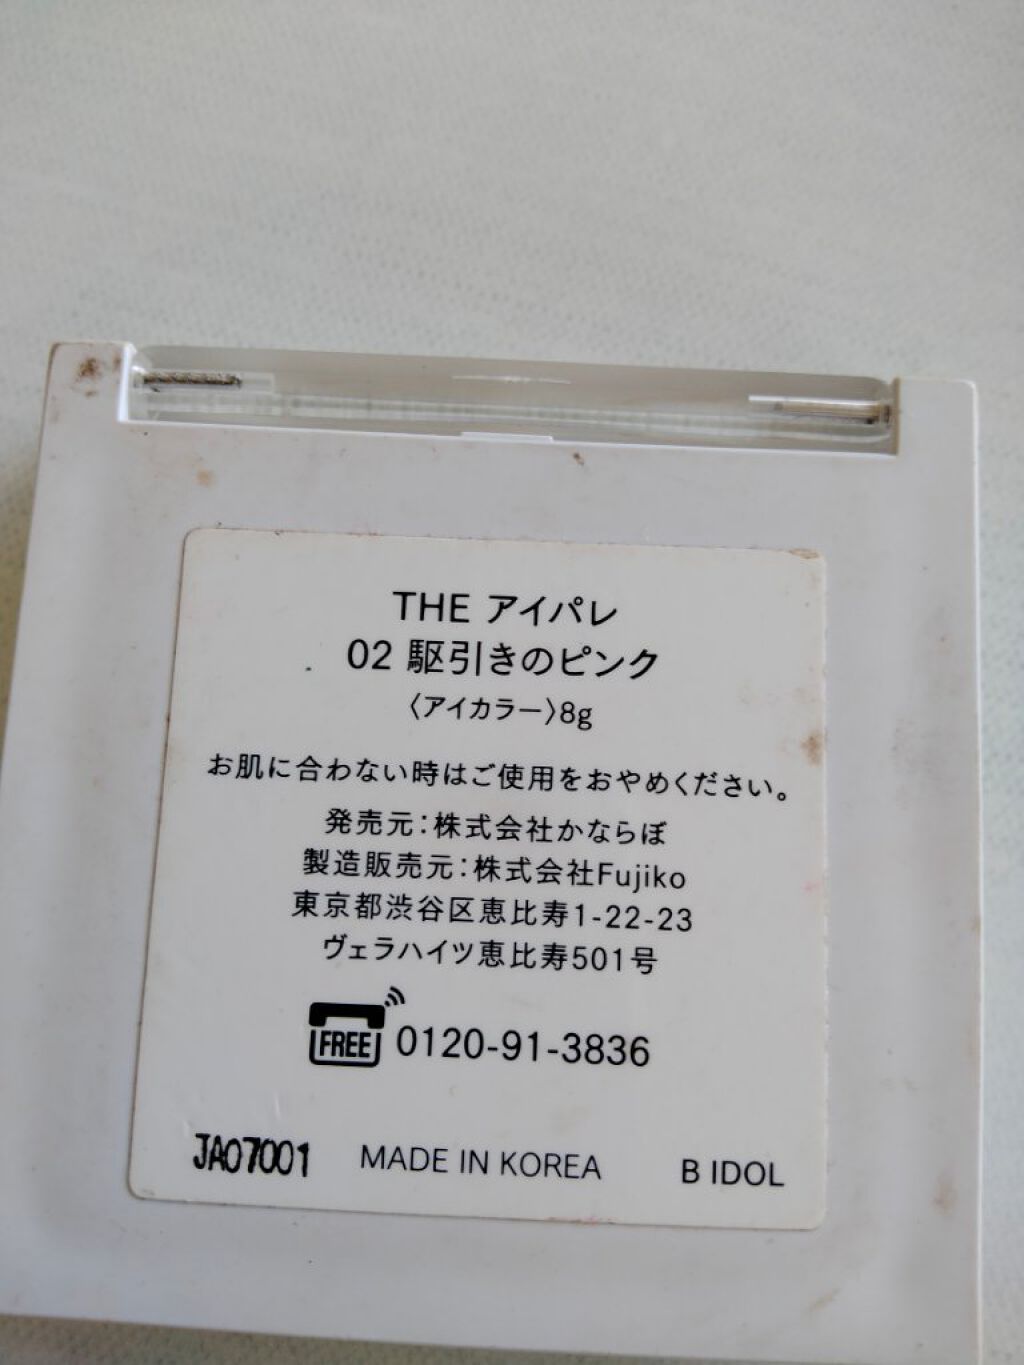 THE アイパレ
02 駆引きのピンク
〈アイカラー〉8g
お肌に合わない時はご使用をおやめください。
発売元：株式会社かならぼ
製造販売元：株式会社Fujiko
東京都渋谷区恵比寿1-22-23
ヴェラハイツ恵比寿501号
FREE 0120-91-3836
JA07001 MADE IN KOREA B IDOL